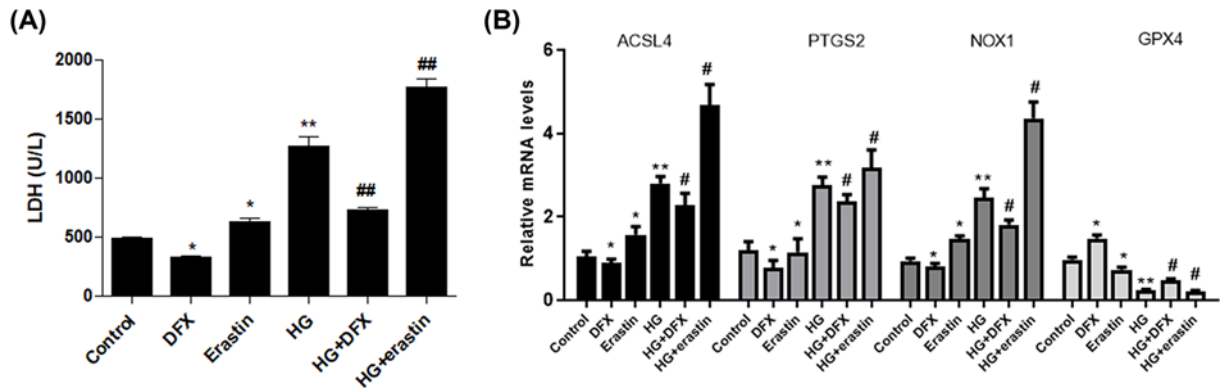 (A)
2000
1500
1000
500
0
LDH (U/L)
*
*
**
##
##
Control
DFX
Erastin
HG
HG+DFX
HG+erastin
(B)
ACSL4 PTGS2 NOX1 GPX4
6
4
2
0
Relative mRNA levels
* * ** # #
* * ** # #
* * ** # #
* * ** # #
Control DFX Erastin HG HG+DFX HG+erastin
Control DFX Erastin HG HG+DFX HG+erastin
Control DFX Erastin HG HG+DFX HG+erastin
Control DFX Erastin HG HG+DFX HG+erastin